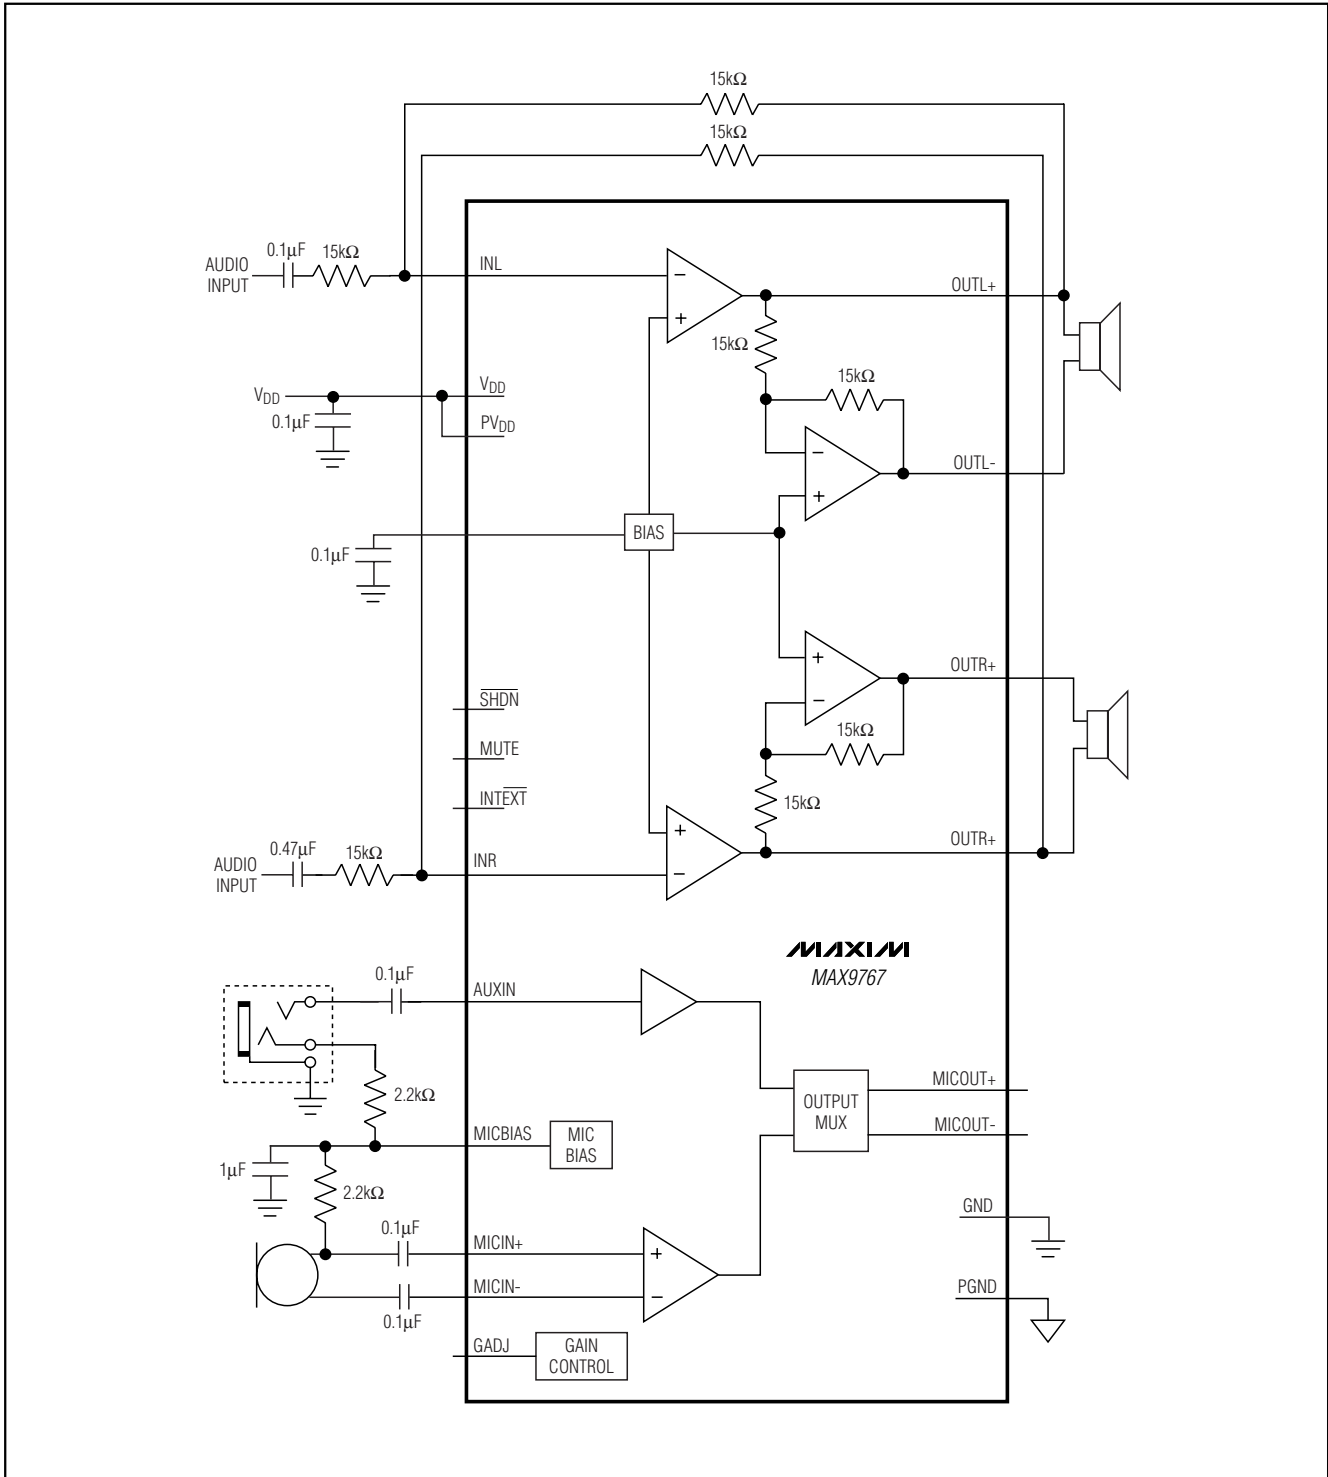 15kΩ
15kΩ
0.1µF
15kΩ
AUDIO
INPUT
INL
−
+
OUTL+
15kΩ
15kΩ
VDD
VDD
0.1µF
PVDD
−
+
OUTL-
BIAS
0.1µF
+
−
OUTR+
SHDN
MUTE
15kΩ
INTEXT
15kΩ
+
−
OUTR+
0.47µF
15kΩ
AUDIO
INPUT
INR
MAXIM
MAX9767
0.1µF
AUXIN
2.2kΩ
OUTPUT
MUX
MICOUT+
MICOUT-
MICBIAS
MIC
BIAS
1µF
2.2kΩ
GND
0.1µF
MICIN+
+
−
MICIN-
0.1µF
PGND
GADJ
GAIN
CONTROL